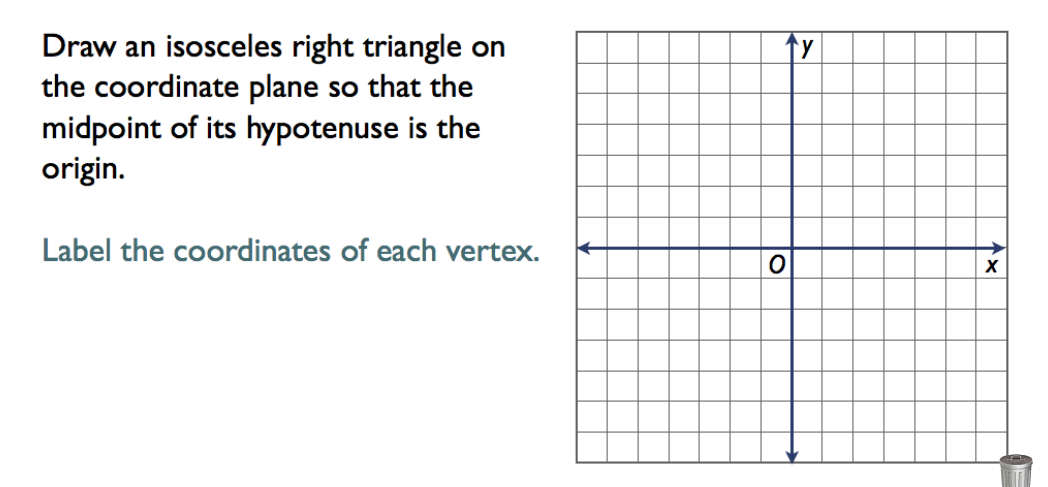 Draw an isosceles right triangle on
the coordinate plane so that the
midpoint of its hypotenuse is the
origin.
Label the coordinates of each vertex.
y
O
x